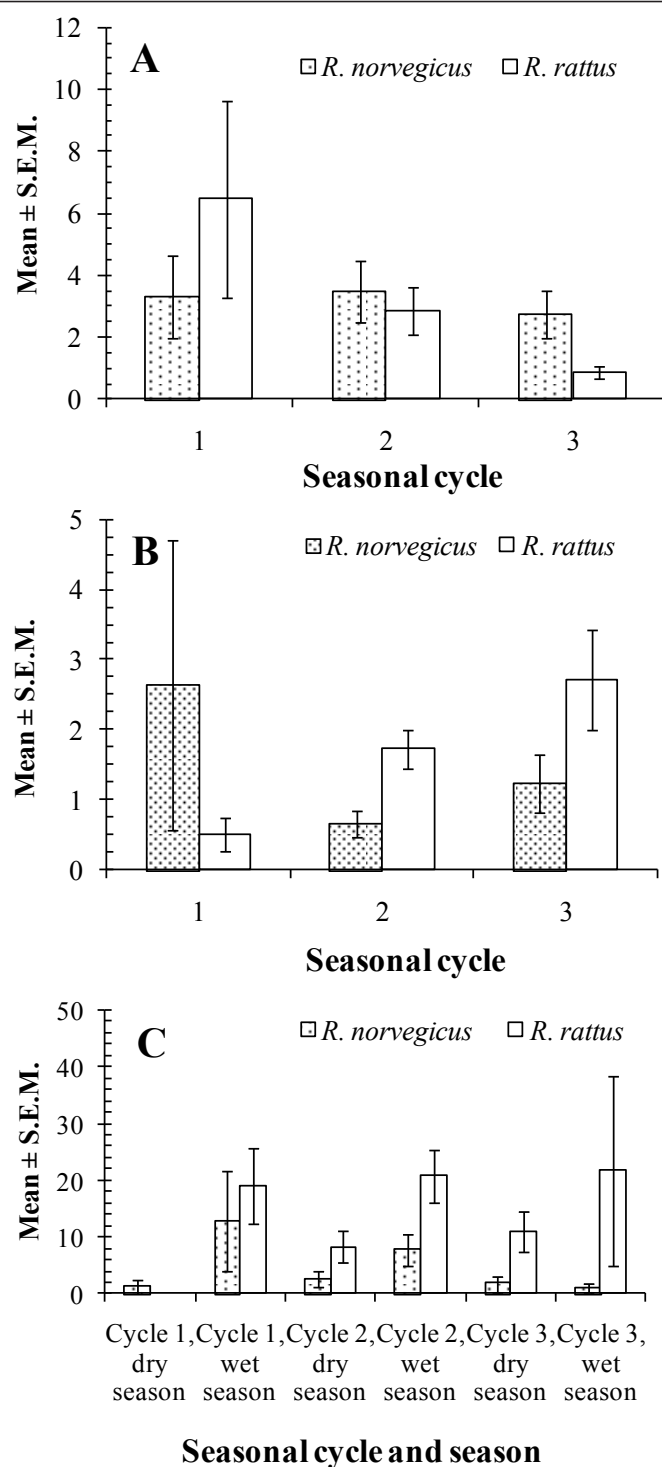 A
R. norvegicus R. rattus
Mean ± S.E.M.
12
10
8
6
4
2
0
1 2 3
Seasonal cycle
B
R. norvegicus R. rattus
Mean ± S.E.M.
5
4
3
2
1
0
1 2 3
Seasonal cycle
C
R. norvegicus R. rattus
Mean ± S.E.M.
50
40
30
20
10
0
Cycle 1, Cycle 1, Cycle 2, Cycle 2, Cycle 3, Cycle 3,
dry wet dry wet dry wet
season season season season season season
Seasonal cycle and season